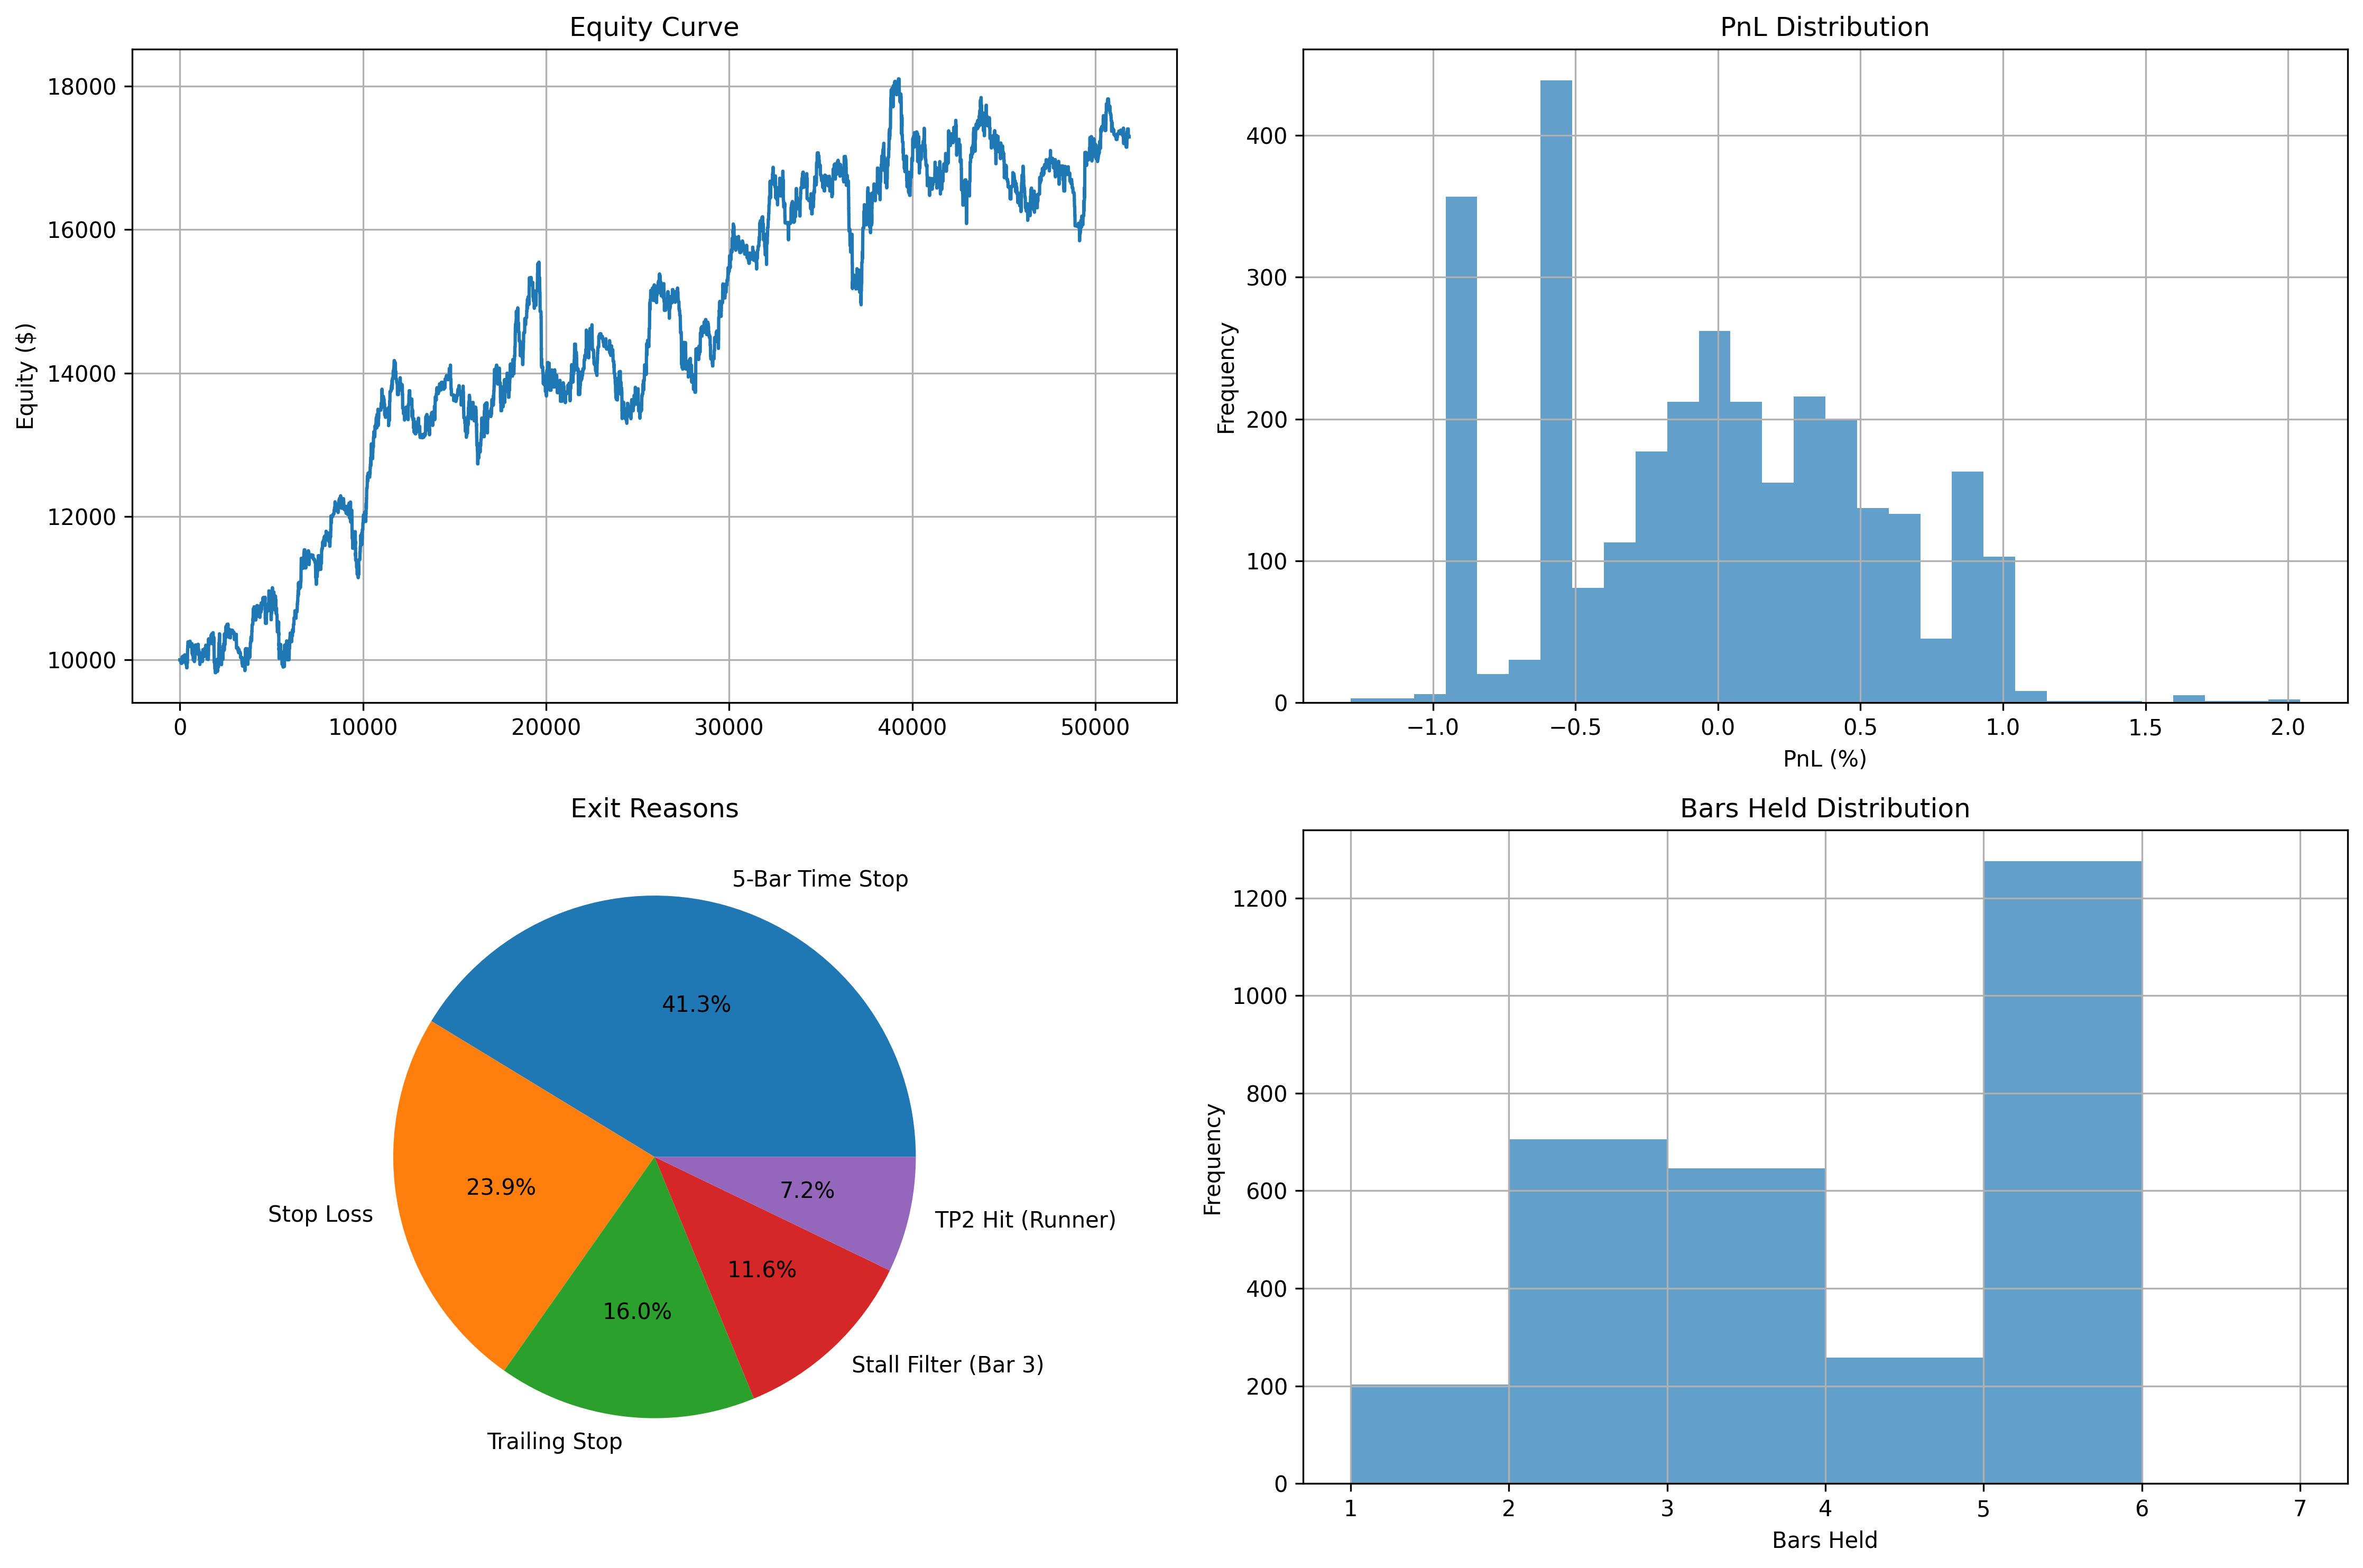 Equity Curve
Equity ($)
18000
16000
14000
12000
10000
0 10000 20000 30000 40000 50000
PnL Distribution
Frequency
400
300
200
100
0
−1.0 −0.5 0.0 0.5 1.0 1.5 2.0
PnL (%)
Exit Reasons
5-Bar Time Stop
41.3%
Stop Loss
23.9%
Trailing Stop
16.0%
Stall Filter (Bar 3)
11.6%
TP2 Hit (Runner)
7.2%
Bars Held Distribution
Frequency
1200
1000
800
600
400
200
0
1 2 3 4 5 6 7
Bars Held